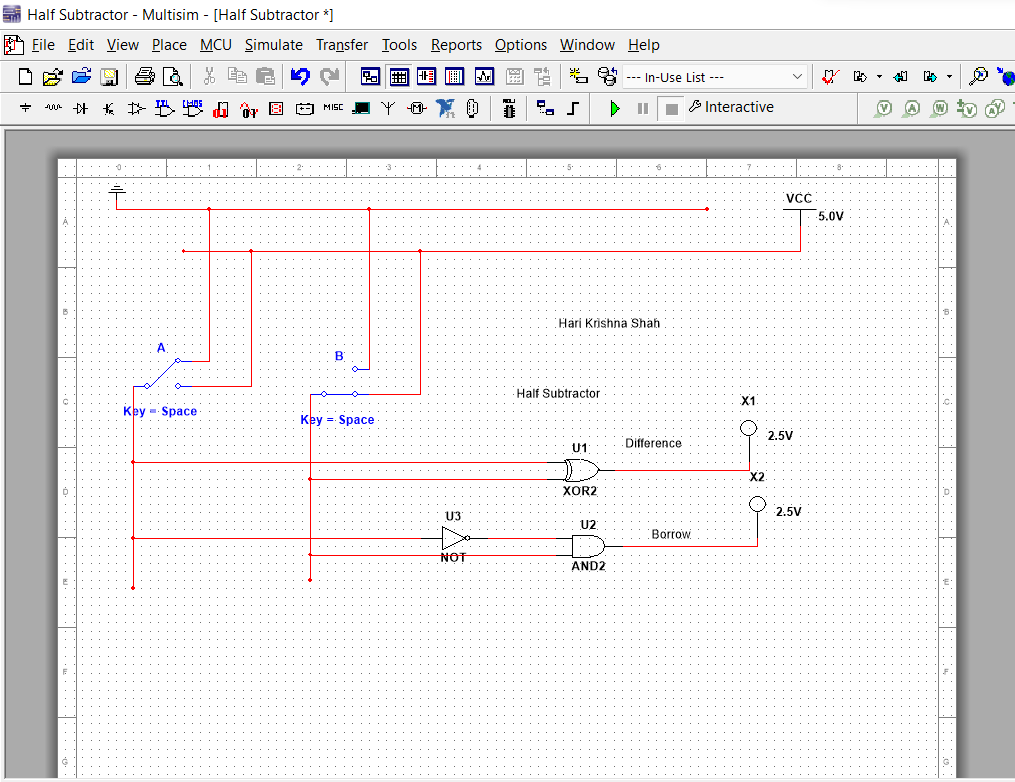 Half Subtractor - Multisim - [Half Subtractor *]
File Edit View Place MCU Simulate Transfer Tools Reports Options Window Help
--- In-Use List ---
MISC
Interactive
V A W V AV
0 1 2 3 4 5 6 7 8
VCC
5.0V
A A
B B
Hari Krishna Shah
A
B
Half Subtractor
C C
X1
Key = Space
Key = Space
2.5V
U1
Difference
XOR2
X2
D D
2.5V
U3
U2
Borrow
NOT
AND2
E E
F F
G G